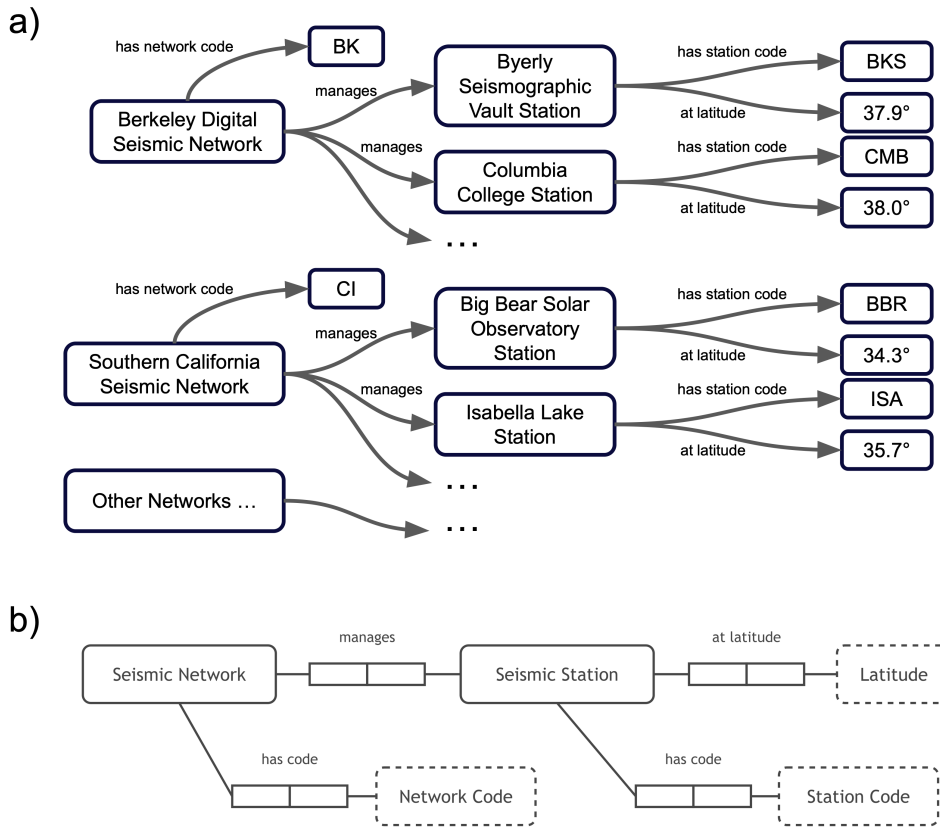 a)
has network code
BK
Berkeley Digital
Seismic Network
manages
Byerly
Seismographic
Vault Station
has station code
BKS
at latitude
37.9°
manages
Columbia
College Station
has station code
CMB
at latitude
38.0°
...
has network code
CI
Southern California
Seismic Network
manages
Big Bear Solar
Observatory
Station
has station code
BBR
at latitude
34.3°
manages
Isabella Lake
Station
has station code
ISA
at latitude
35.7°
...
Other Networks ...
...
b)
Seismic Network
manages
Seismic Station
at latitude
Latitude
has code
Network Code
has code
Station Code